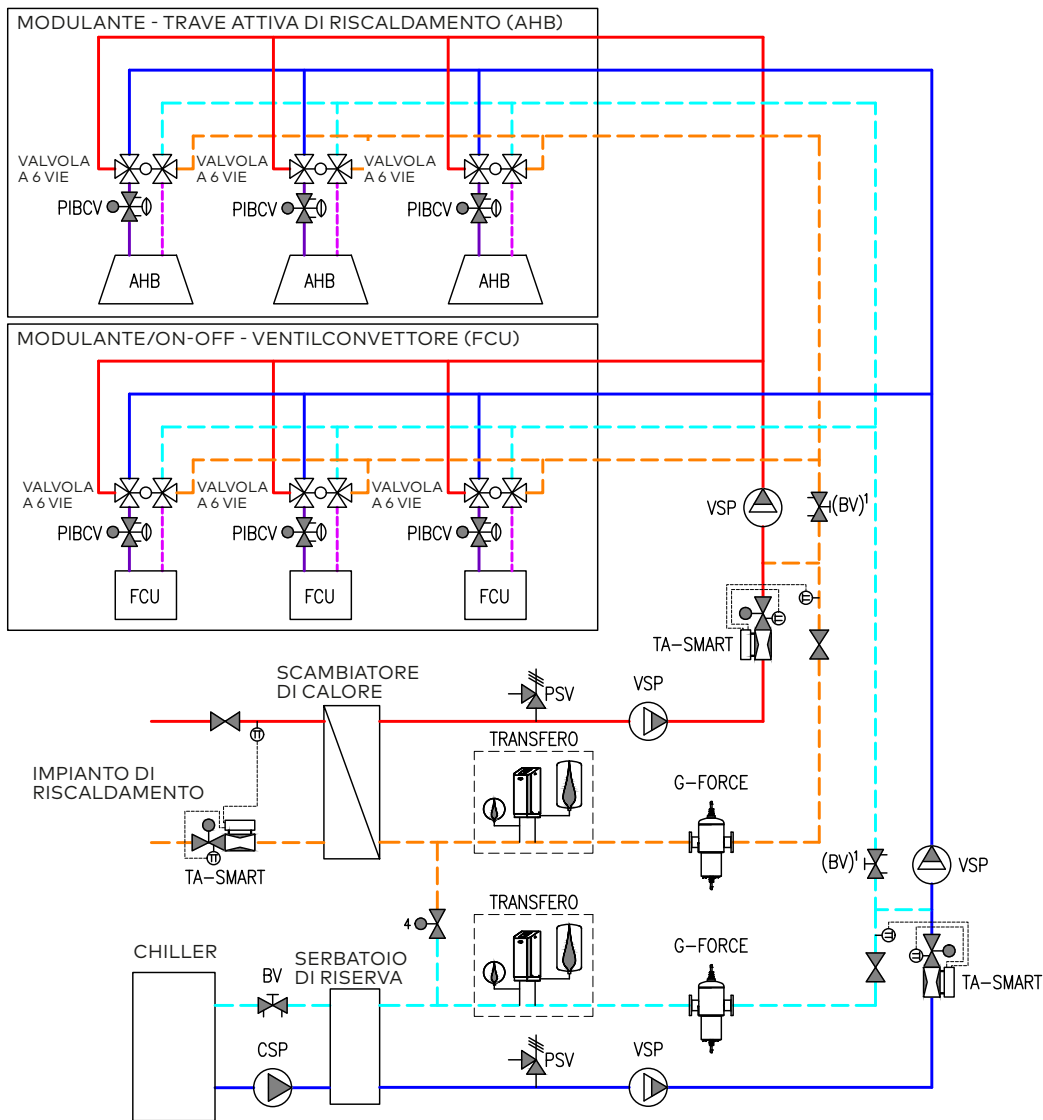 MODULANTE - TRAVE ATTIVA DI RISCALDAMENTO (AHB)
VALVOLA
A 6 VIE
VALVOLA
A 6 VIE
VALVOLA
A 6 VIE
PIBCV
PIBCV
PIBCV
AHB
AHB
AHB
MODULANTE/ON-OFF - VENTILCONVETTORE (FCU)
VALVOLA
A 6 VIE
VALVOLA
A 6 VIE
VALVOLA
A 6 VIE
PIBCV
PIBCV
PIBCV
FCU
FCU
FCU
VSP
(BV)¹
TA-SMART
SCAMBIATORE
DI CALORE
PSV
VSP
TRANSFERO
G-FORCE
IMPIANTO DI
RISCALDAMENTO
TA-SMART
(BV)¹
VSP
4
TRANSFERO
G-FORCE
CHILLER
SERBATOIO
DI RISERVA
BV
TA-SMART
CSP
PSV
VSP